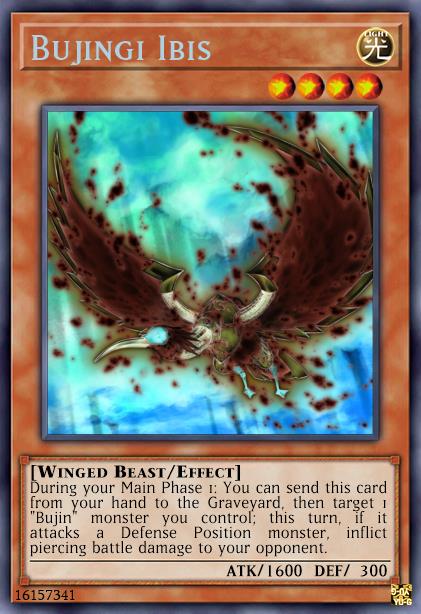 BUJINGI IBIS
LIGHT
光
[WINGED BEAST/EFFECT]
During your Main Phase 1: You can send this card
from your hand to the Graveyard, then target 1
"Bujin" monster you control; this turn, if it
attacks a Defense Position monster, inflict
piercing battle damage to your opponent.
ATK/1600 DEF/ 300
16157341